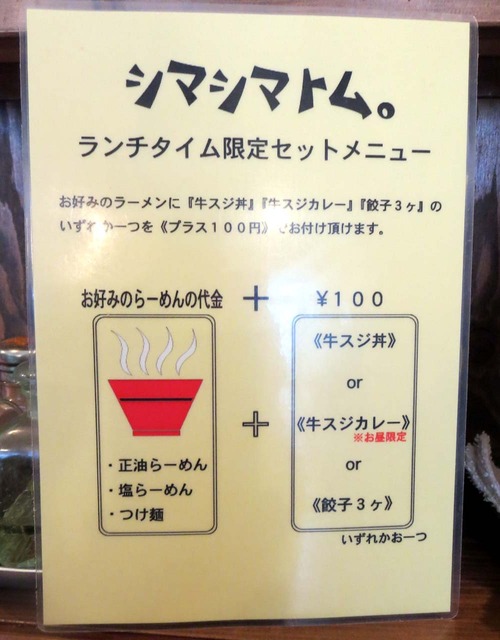 シマシマトム。
ランチタイム限定セットメニュー
お好みのラーメンに『牛スジ丼』『牛スジカレー』『餃子３ヶ』の
いずれか一つを《プラス１００円》でお付け頂けます。
お好みのらーめんの代金 ＋ ￥１００
《牛スジ丼》
or
＋ 《牛スジカレー》
※お昼限定
・正油らーめん
or
・塩らーめん
《餃子３ヶ》
・つけ麺
いずれかお一つ